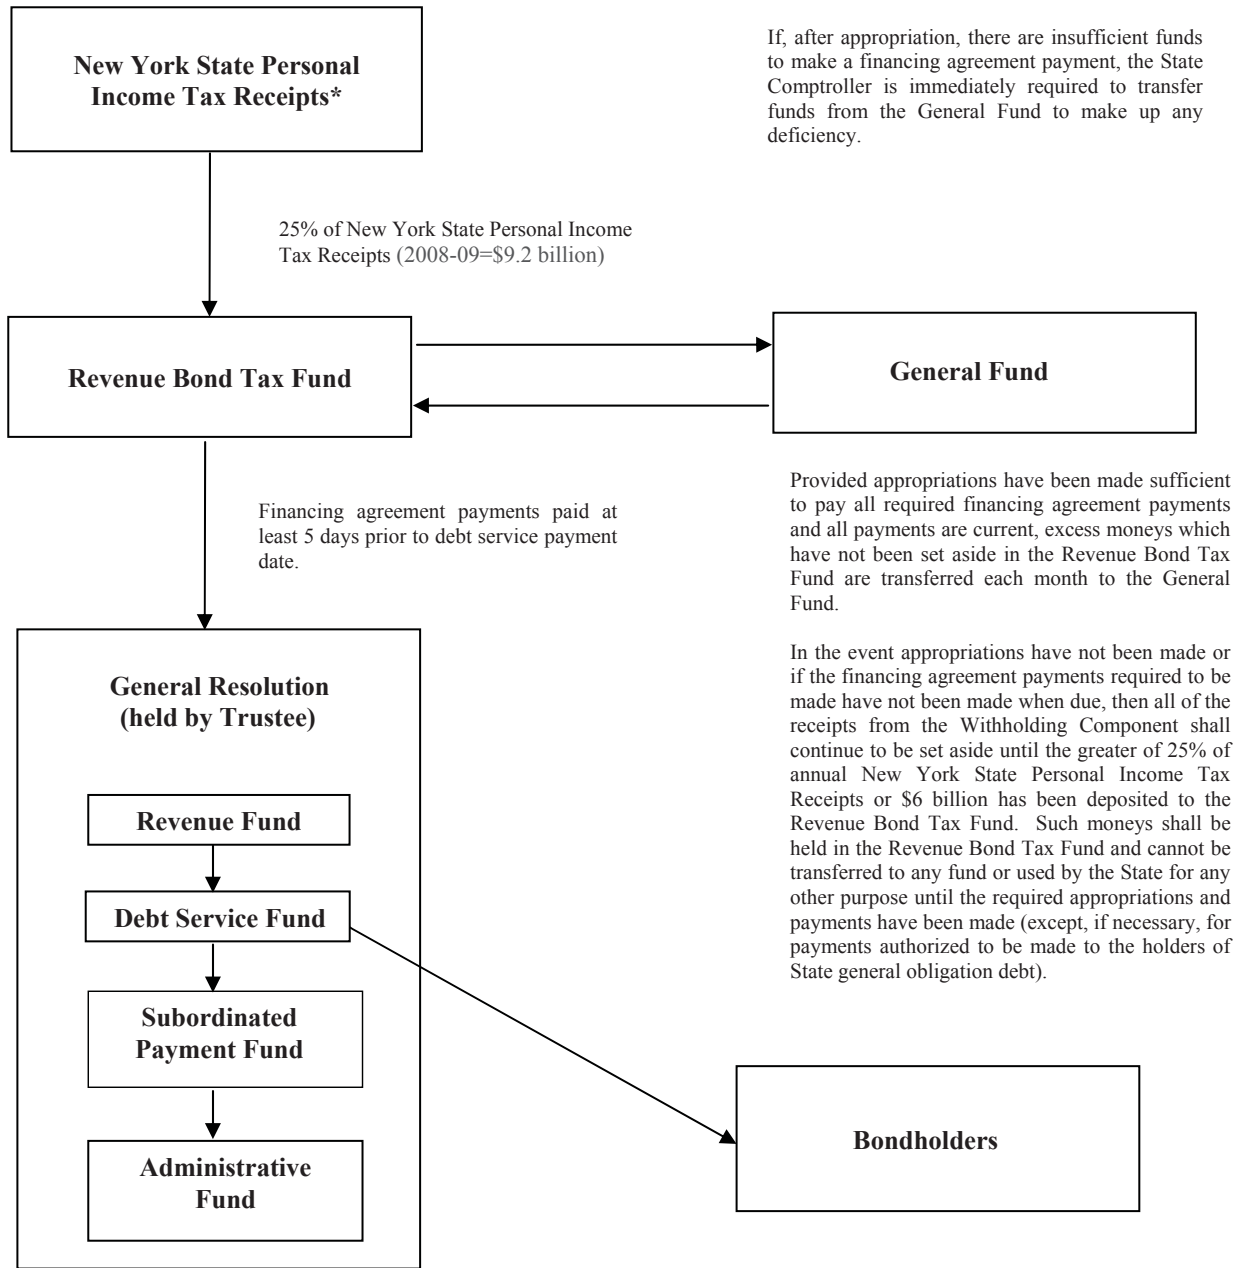 New York State Personal
Income Tax Receipts*
If, after appropriation, there are insufficient funds
to make a financing agreement payment, the State
Comptroller is immediately required to transfer
funds from the General Fund to make up any
deficiency.
25% of New York State Personal Income
Tax Receipts (2008-09=$9.2 billion)
Revenue Bond Tax Fund
General Fund
Financing agreement payments paid at
least 5 days prior to debt service payment
date.
Provided appropriations have been made sufficient
to pay all required financing agreement payments
and all payments are current, excess moneys which
have not been set aside in the Revenue Bond Tax
Fund are transferred each month to the General
Fund.
In the event appropriations have not been made or
if the financing agreement payments required to be
made have not been made when due, then all of the
receipts from the Withholding Component shall
continue to be set aside until the greater of 25% of
annual New York State Personal Income Tax
Receipts or $6 billion has been deposited to the
Revenue Bond Tax Fund.  Such moneys shall be
held in the Revenue Bond Tax Fund and cannot be
transferred to any fund or used by the State for any
other purpose until the required appropriations and
payments have been made (except, if necessary, for
payments authorized to be made to the holders of
State general obligation debt).
General Resolution
(held by Trustee)
Revenue Fund
Debt Service Fund
Subordinated
Payment Fund
Administrative
Fund
Bondholders